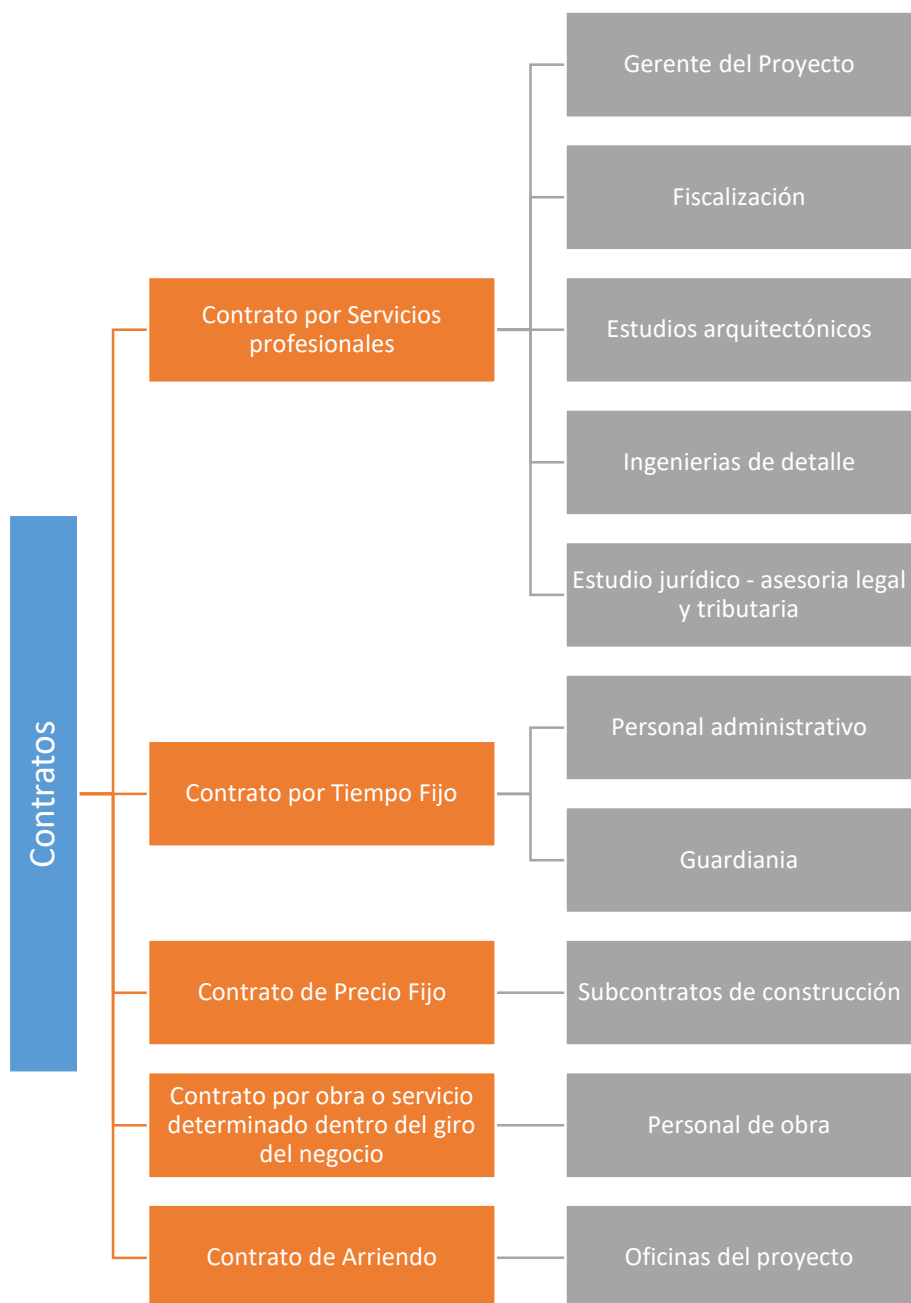 Contratos
Contrato por Servicios
profesionales
Gerente del Proyecto
Fiscalización
Estudios arquitectónicos
Ingenierias de detalle
Estudio jurídico - asesoria legal
y tributaria
Contrato por Tiempo Fijo
Personal administrativo
Guardiania
Contrato de Precio Fijo
Subcontratos de construcción
Contrato por obra o servicio
determinado dentro del giro
del negocio
Personal de obra
Contrato de Arriendo
Oficinas del proyecto